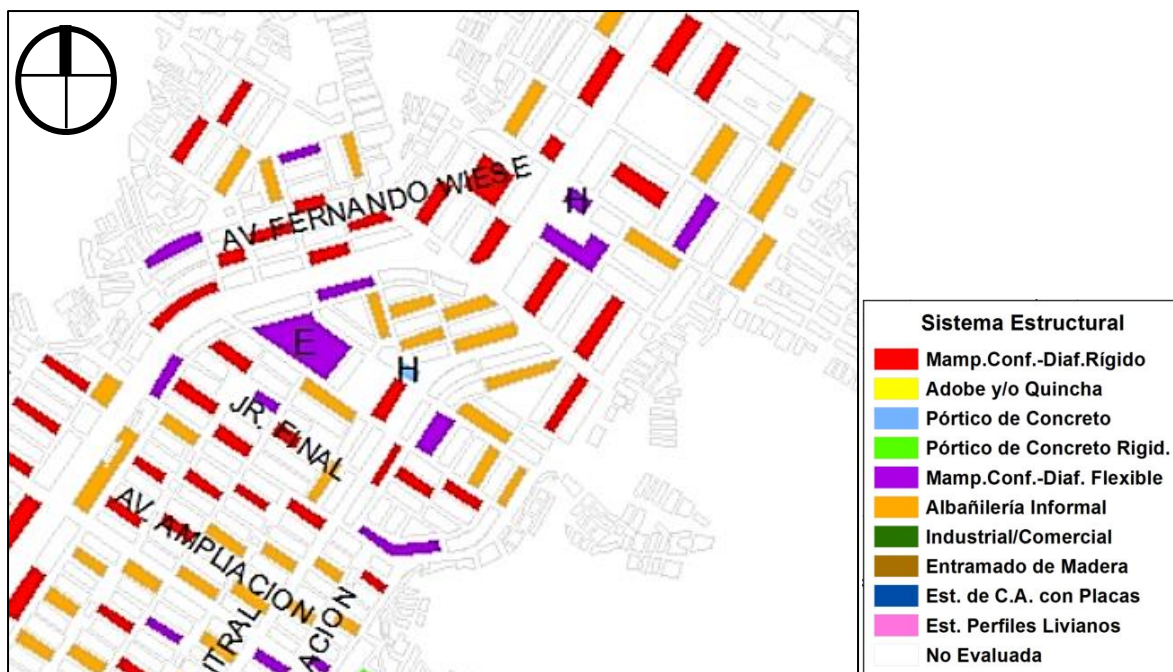 AV FERNANDO WIESE
H
E
H
JR. FINAL
AV. AMPLIACION
TRAL
ACION
Sistema Estructural
Mamp.Conf.-Diaf.Rígido
Adobe y/o Quincha
Pórtico de Concreto
Pórtico de Concreto Rigid.
Mamp.Conf.-Diaf. Flexible
Albañilería Informal
Industrial/Comercial
Entramado de Madera
Est. de C.A. con Placas
Est. Perfiles Livianos
No Evaluada